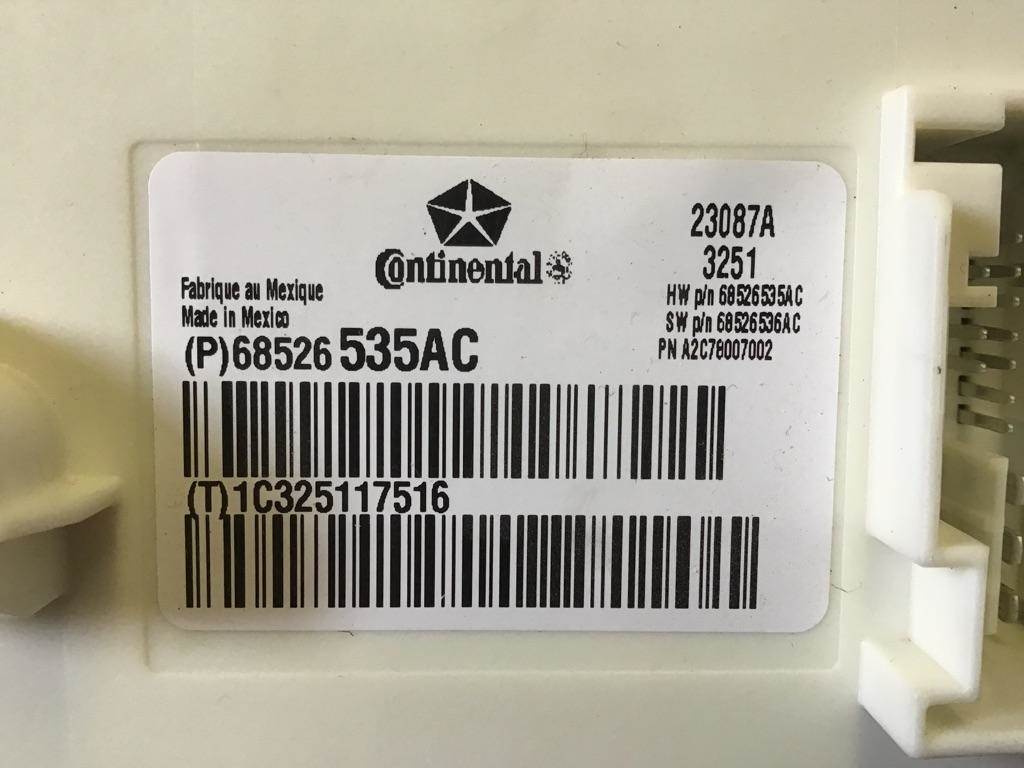 Continental
23087A
3251
HW p/n 68526535AC
SW p/n 68526536AC
PN A2C78007002
Fabrique au Mexique
Made in Mexico
(P)68526 535AC
(T)1C325117516